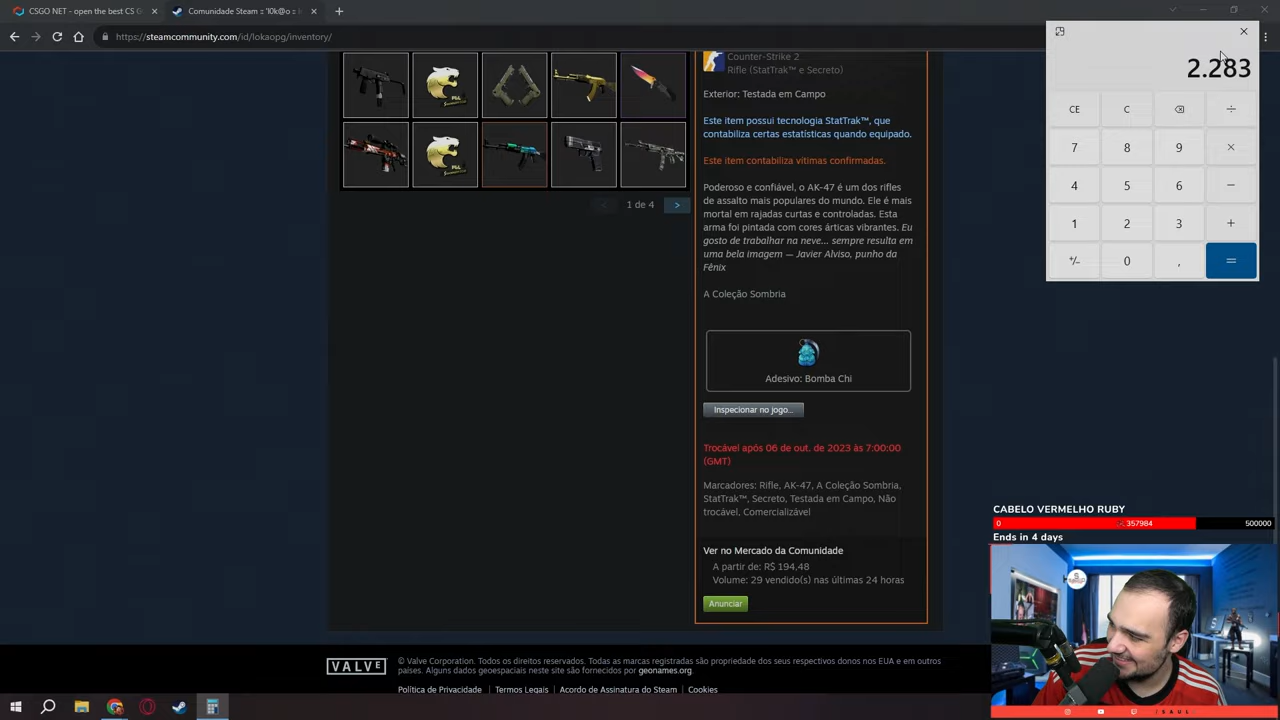 CSGO NET - open the best CS G
Comunidade Steam :: '10k@o :: k
https://steamcommunity.com/id/lokaopg/inventory/
Counter-Strike 2
Rifle (StatTrak™ e Secreto)
Exterior: Testada em Campo
Este item possui tecnologia StatTrak™, que
contabiliza certas estatísticas quando equipado.
Este item contabiliza vítimas confirmadas.
Poderoso e confiável, o AK-47 é um dos rifles
de assalto mais populares do mundo. Ele é mais
mortal em rajadas curtas e controladas. Esta
arma foi pintada com cores árticas vibrantes. Eu
gosto de trabalhar na neve... sempre resulta em
uma bela imagem — Javier Alviso, punho da
Fênix
A Coleção Sombria
Adesivo: Bomba Chi
Inspecionar no jogo...
Trocável após 06 de out. de 2023 às 7:00:00
(GMT)
Marcadores: Rifle, AK-47, A Coleção Sombria,
StatTrak™, Secreto, Testada em Campo, Não
trocável, Comercializável
Ver no Mercado da Comunidade
A partir de: R$ 194,48
Volume: 29 vendido(s) nas últimas 24 horas
Anunciar
< 1 de 4 >
2.283
CE C ⌫ ÷
7 8 9 ×
4 5 6 −
1 2 3 +
+/− 0 , =
CABELO VERMELHO RUBY
0 357984 500000
Ends in 4 days
VALVE
© Valve Corporation. Todos os direitos reservados. Todas as marcas registradas são propriedade dos seus respectivos donos nos EUA e em outros
países. Alguns dados geoespaciais neste site são fornecidos por geonames.org.
Política de Privacidade | Termos Legais | Acordo de Assinatura do Steam | Cookies
SAUL